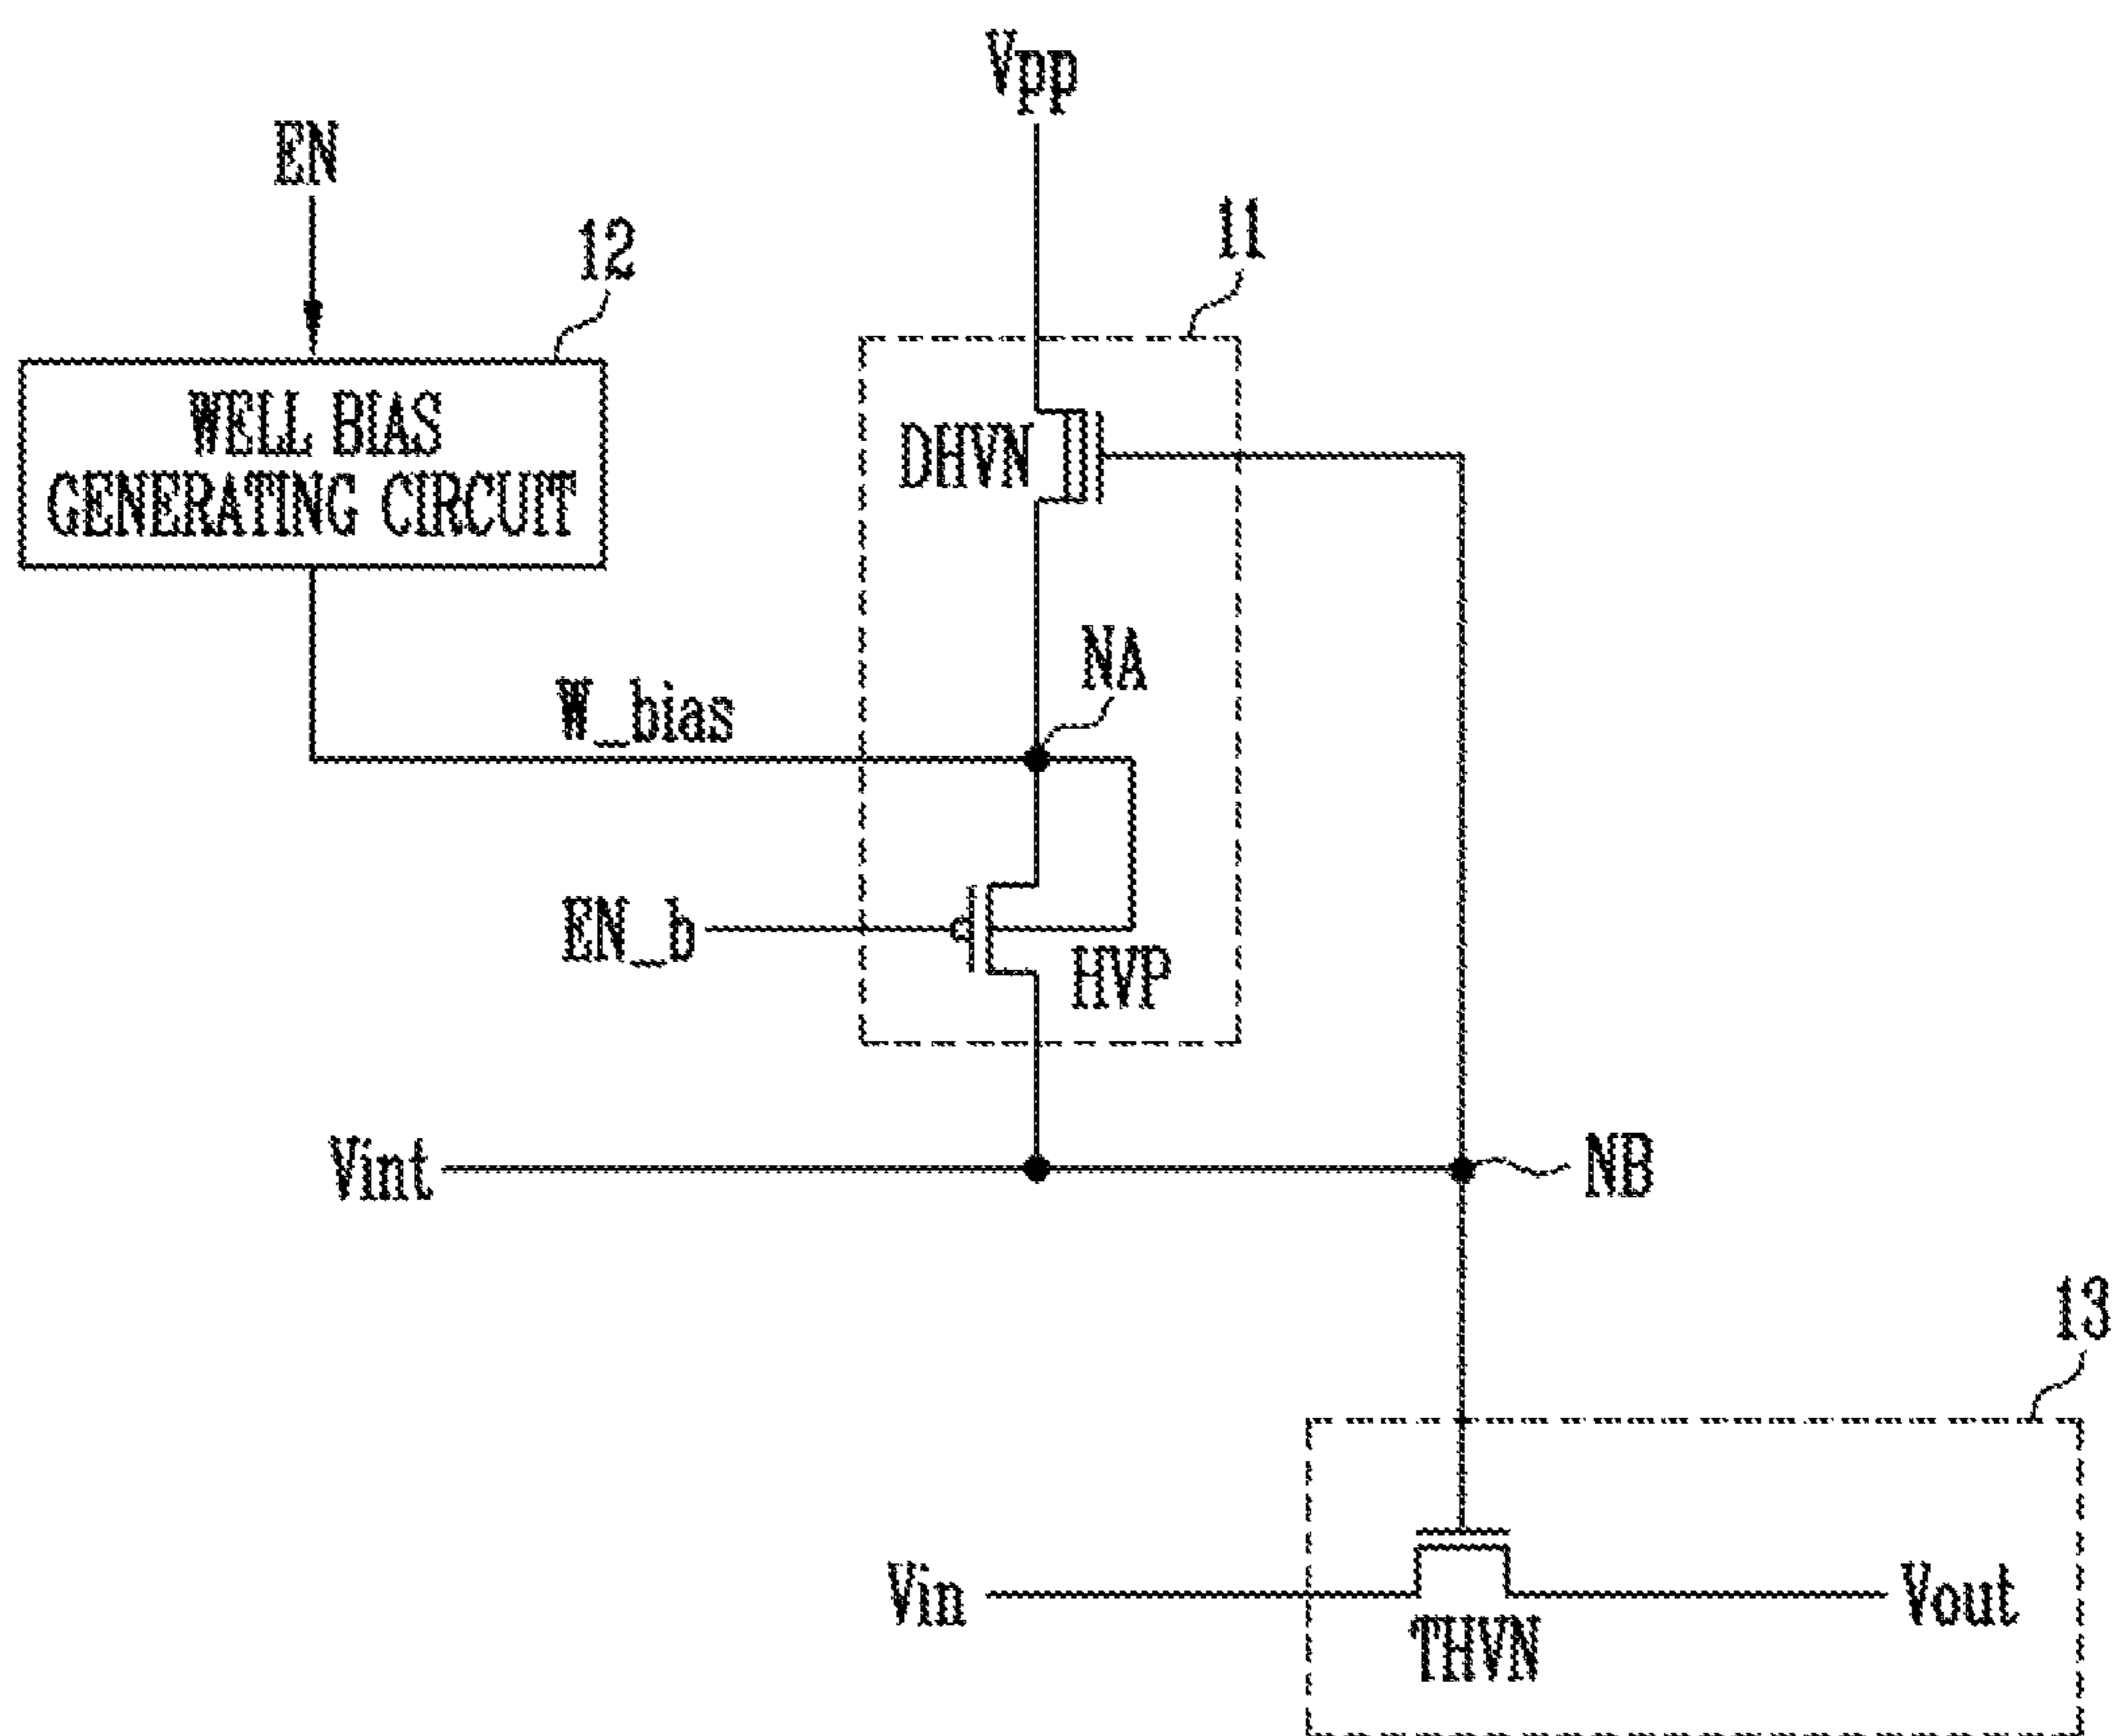 Vpp
EN
12
11
WELL BIAS
GENERATING CIRCUIT
DHVN
NA
W_bias
EN_b
HVP
Vint
NB
13
Vin
Vout
THVN